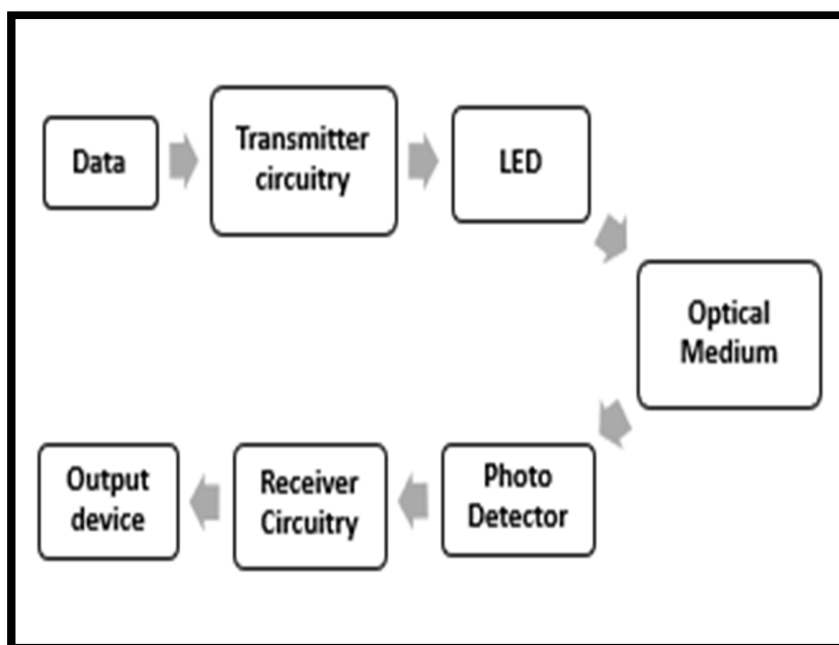 Data
Transmitter
circuitry
LED
Optical
Medium
Photo
Detector
Receiver
Circuitry
Output
device